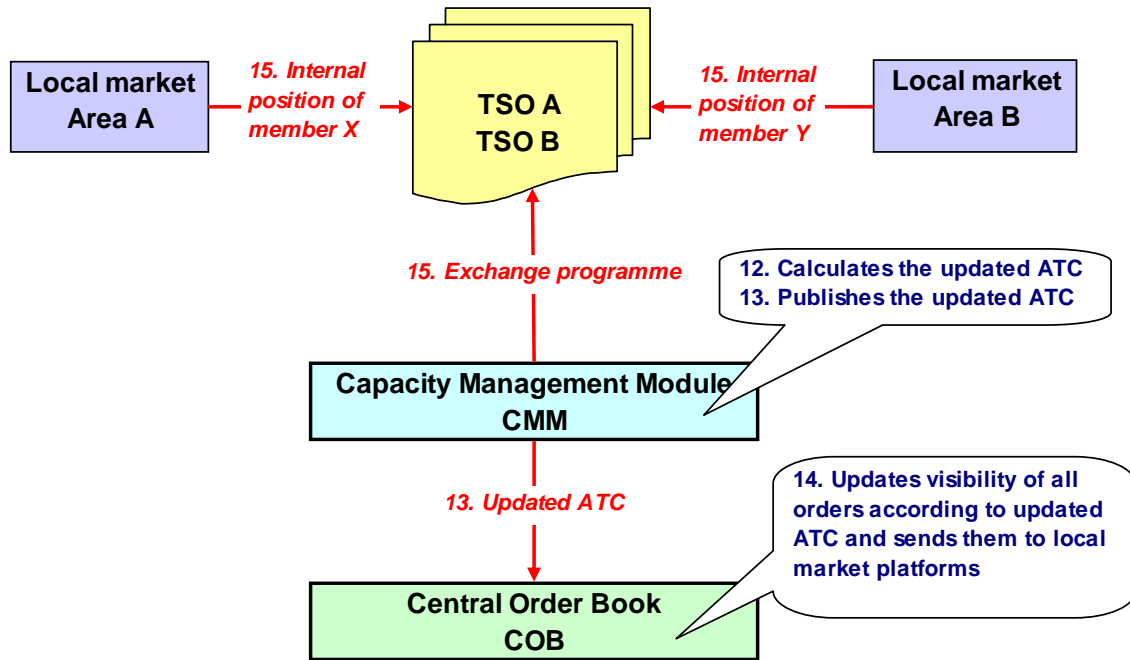 Local market
Area A
15. Internal
position of
member X
TSO A
TSO B
15. Internal
position of
member Y
Local market
Area B
15. Exchange programme
12. Calculates the updated ATC
13. Publishes the updated ATC
Capacity Management Module
CMM
13. Updated ATC
14. Updates visibility of all
orders according to updated
ATC and sends them to local
market platforms
Central Order Book
COB